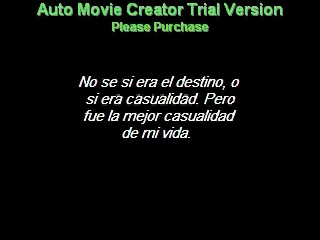 Auto Movie Creator Trial Version
Please Purchase
No se si era el destino, o
si era casualidad. Pero
fue la mejor casualidad
de mi vida.